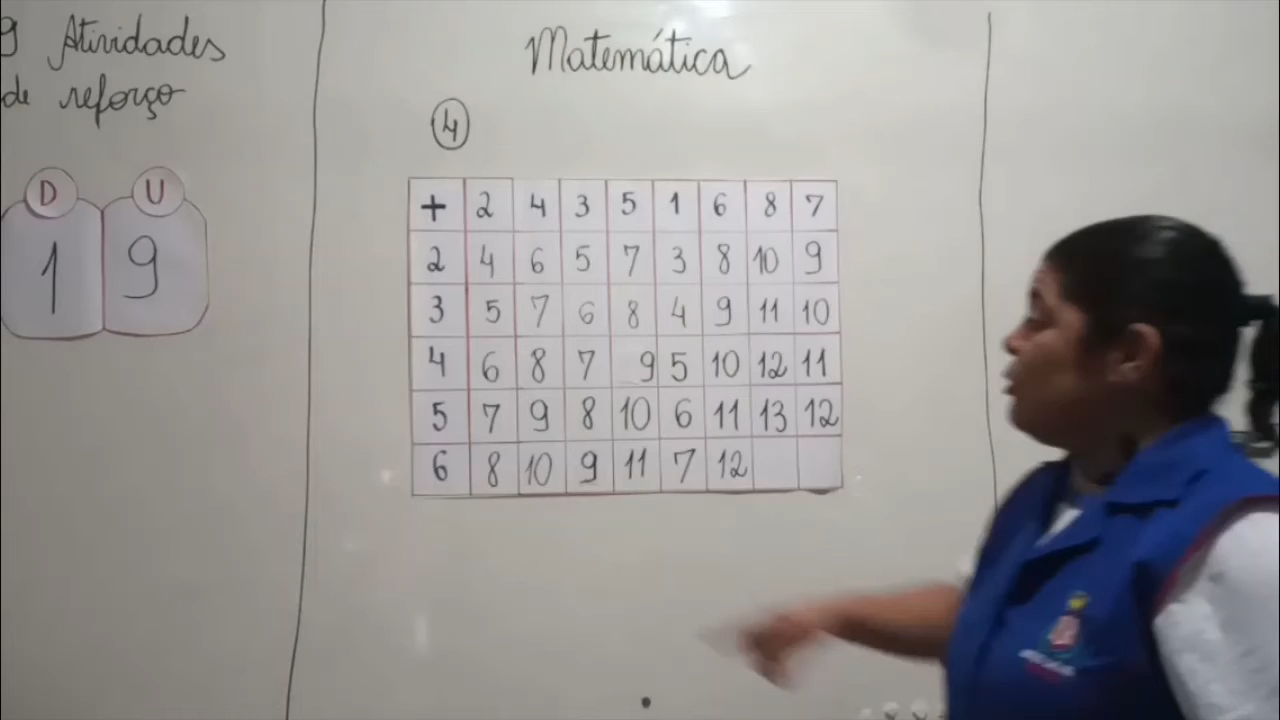 9 Atividades
de reforço
D U
1 9
Matemática
4
+ 2 4 3 5 1 6 8 7
2 4 6 5 7 3 8 10 9
3 5 7 6 8 4 9 11 10
4 6 8 7 9 5 10 12 11
5 7 9 8 10 6 11 13 12
6 8 10 9 11 7 12